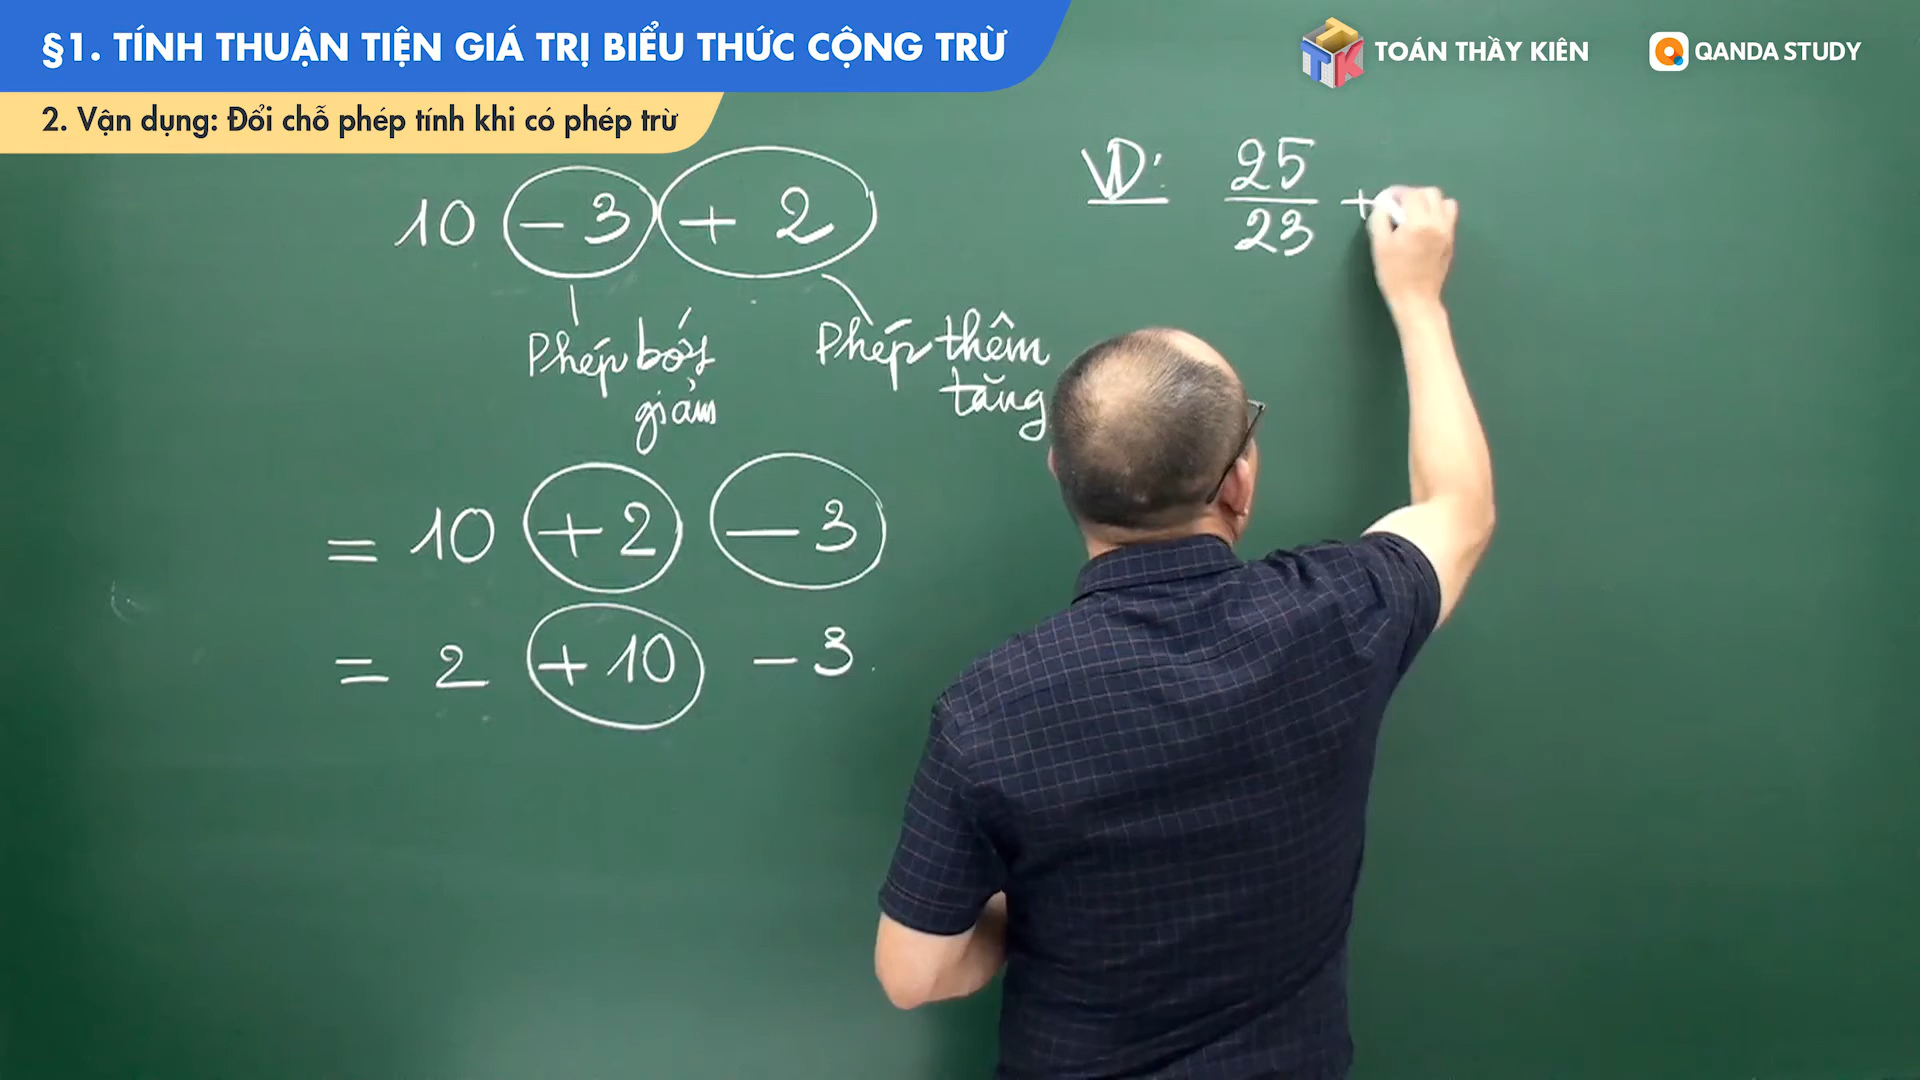 §1. TÍNH THUẬN TIỆN GIÁ TRỊ BIỂU THỨC CỘNG TRỪ
TOÁN THẦY KIÊN
QANDA STUDY
2. Vận dụng: Đổi chỗ phép tính khi có phép trừ
10 - 3 + 2
Phép bớt
giảm
Phép thêm
tăng
= 10 + 2 - 3
= 2 + 10 - 3
VD:
25
23
+